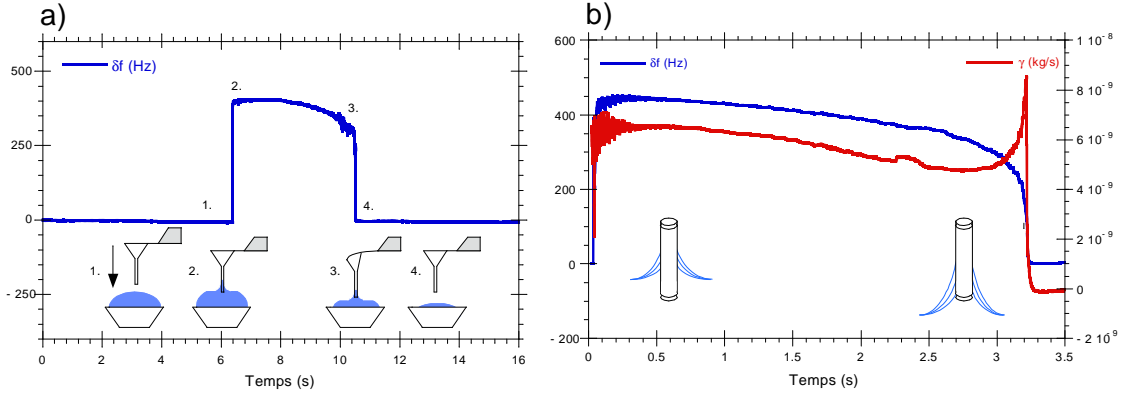 a)
δf (Hz)
500
250
0
- 250
0 2 4 6 8 10 12 14 16
Temps (s)
1.
2.
3.
4.
1.
2.
3.
4.
b)
δf (Hz)
γ (kg/s)
600
400
200
0
- 200
1 10⁻⁸
8 10⁻⁹
6 10⁻⁹
4 10⁻⁹
2 10⁻⁹
0
-2 10⁻⁹
0 0.5 1 1.5 2 2.5 3 3.5
Temps (s)